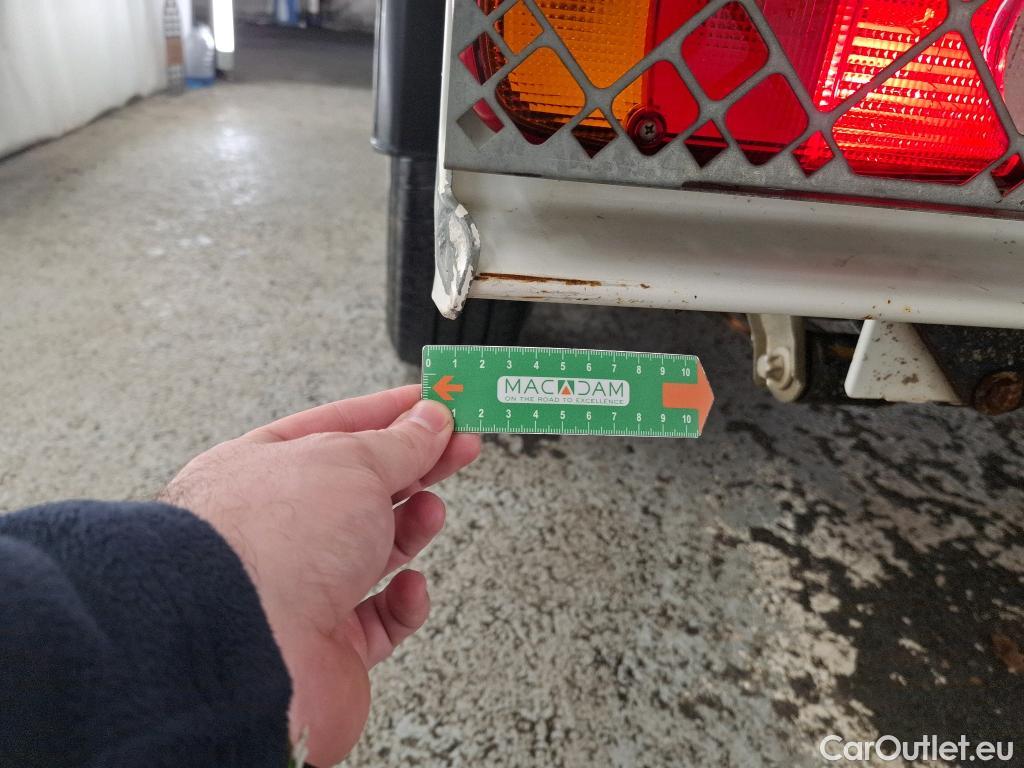 0 1 2 3 4 5 6 7 8 9 10
MACADAM
ON THE ROAD TO EXCELLENCE
1 2 3 4 5 6 7 8 9 10
CarOutlet.eu